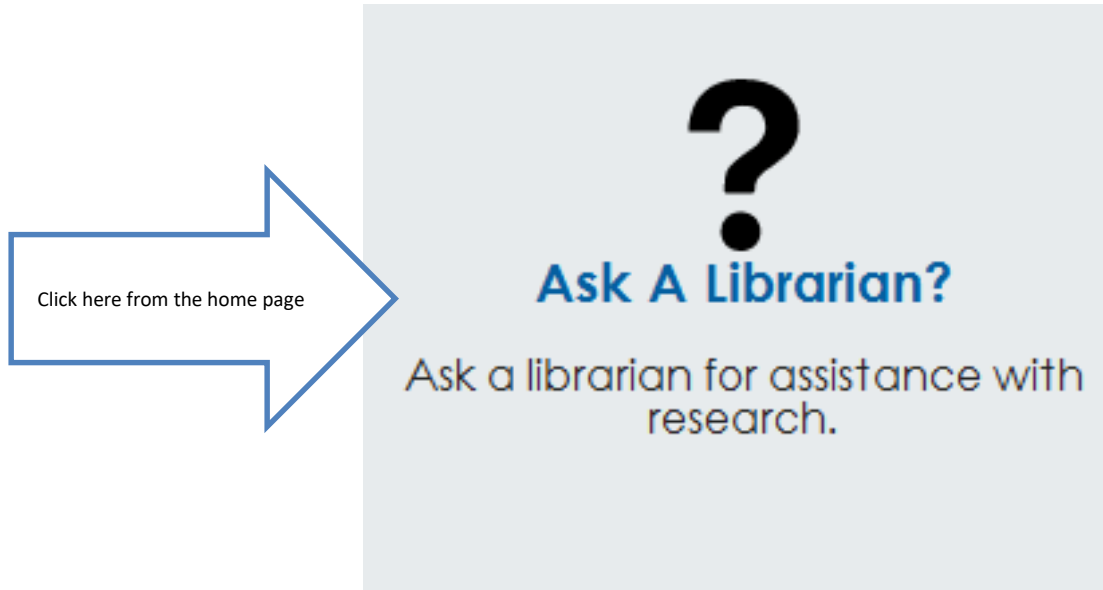 ?
Ask A Librarian?
Click here from the home page
Ask a librarian for assistance with
research.